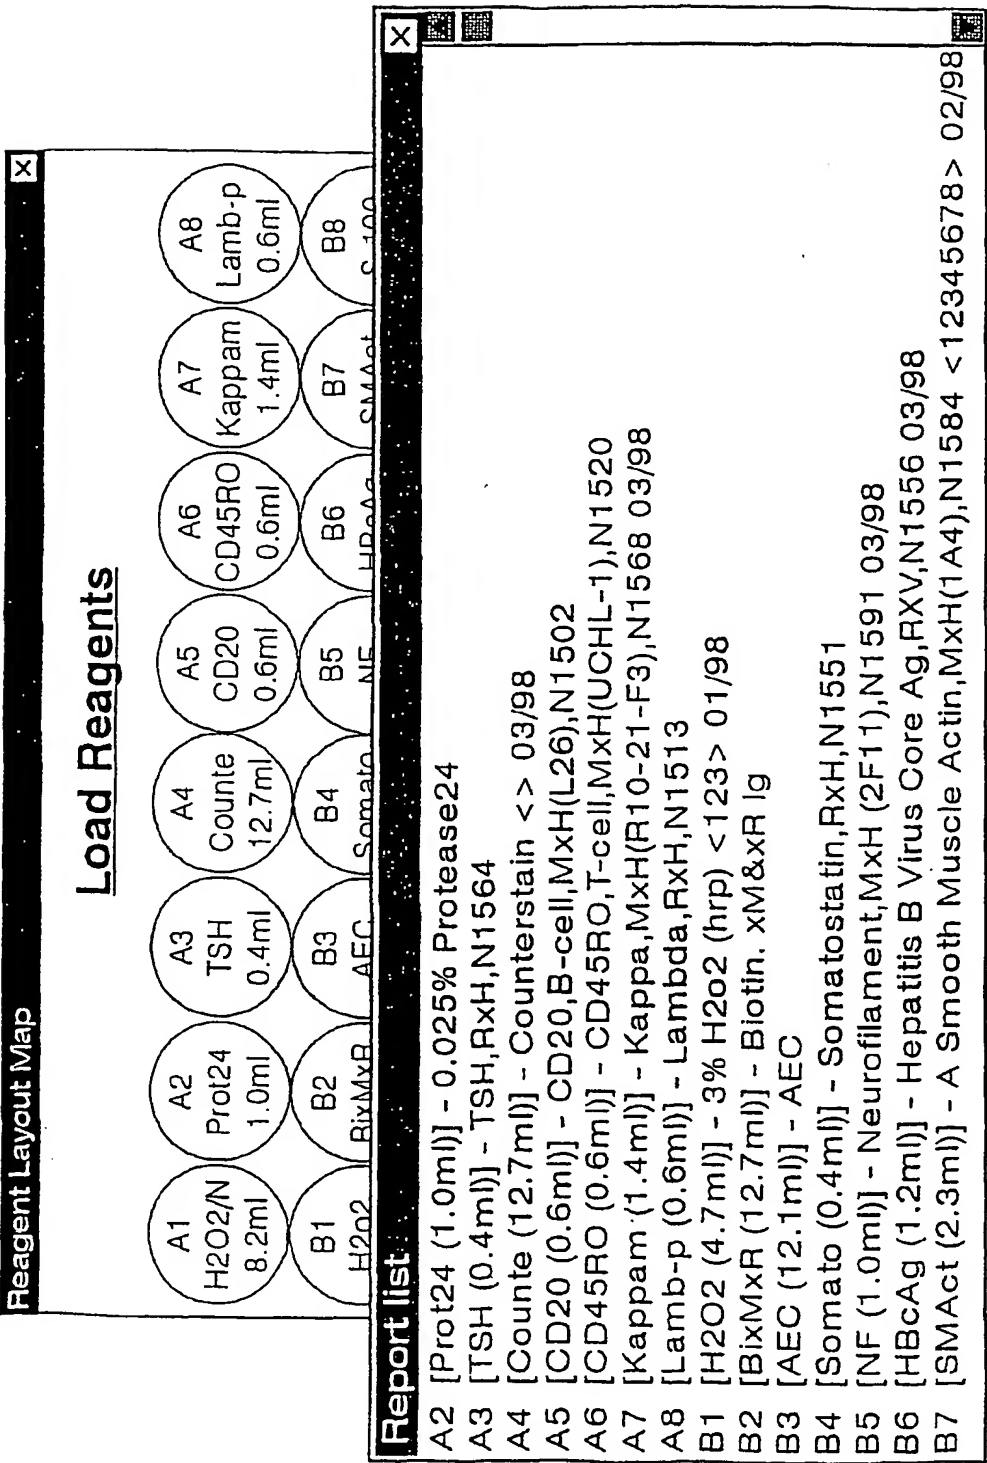 Reagent Layout Map
Load Reagents
A1
H2O2/N
8.2ml
A2
Prot24
1.0ml
A3
TSH
0.4ml
A4
Counte
12.7ml
A5
CD20
0.6ml
A6
CD45RO
0.6ml
A7
Kappam
1.4ml
A8
Lamb-p
0.6ml
B1
H2o2
B2
BixMxR
B3
AEC
B4
Somato
B5
NF
B6
HBcAg
B7
SMAct
B8
S-100
Report list
A2 [Prot24 (1.0ml)] - 0.025% Protease24
A3 [TSH (0.4ml)] - TSH,RxH,N1564
A4 [Counte (12.7ml)] - Counterstain <> 03/98
A5 [CD20 (0.6ml)] - CD20,B-cell,MxH(L26),N1502
A6 [CD45RO (0.6ml)] - CD45RO,T-cell,MxH(UCHL-1),N1520
A7 [Kappam (1.4ml)] - Kappa,MxH(R10-21-F3),N1568 03/98
A8 [Lamb-p (0.6ml)] - Lambda,RxH,N1513
B1 [H2O2 (4.7ml)] - 3% H2o2 (hrp) <123> 01/98
B2 [BixMxR (12.7ml)] - Biotin. xM&xR Ig
B3 [AEC (12.1ml)] - AEC
B4 [Somato (0.4ml)] - Somatostatin,RxH,N1551
B5 [NF (1.0ml)] - Neurofilament,MxH (2F11),N1591 03/98
B6 [HBcAg (1.2ml)] - Hepatitis B Virus Core Ag,RXV,N1556 03/98
B7 [SMAct (2.3ml)] - A Smooth Muscle Actin,MxH(1A4),N1584 <12345678> 02/98